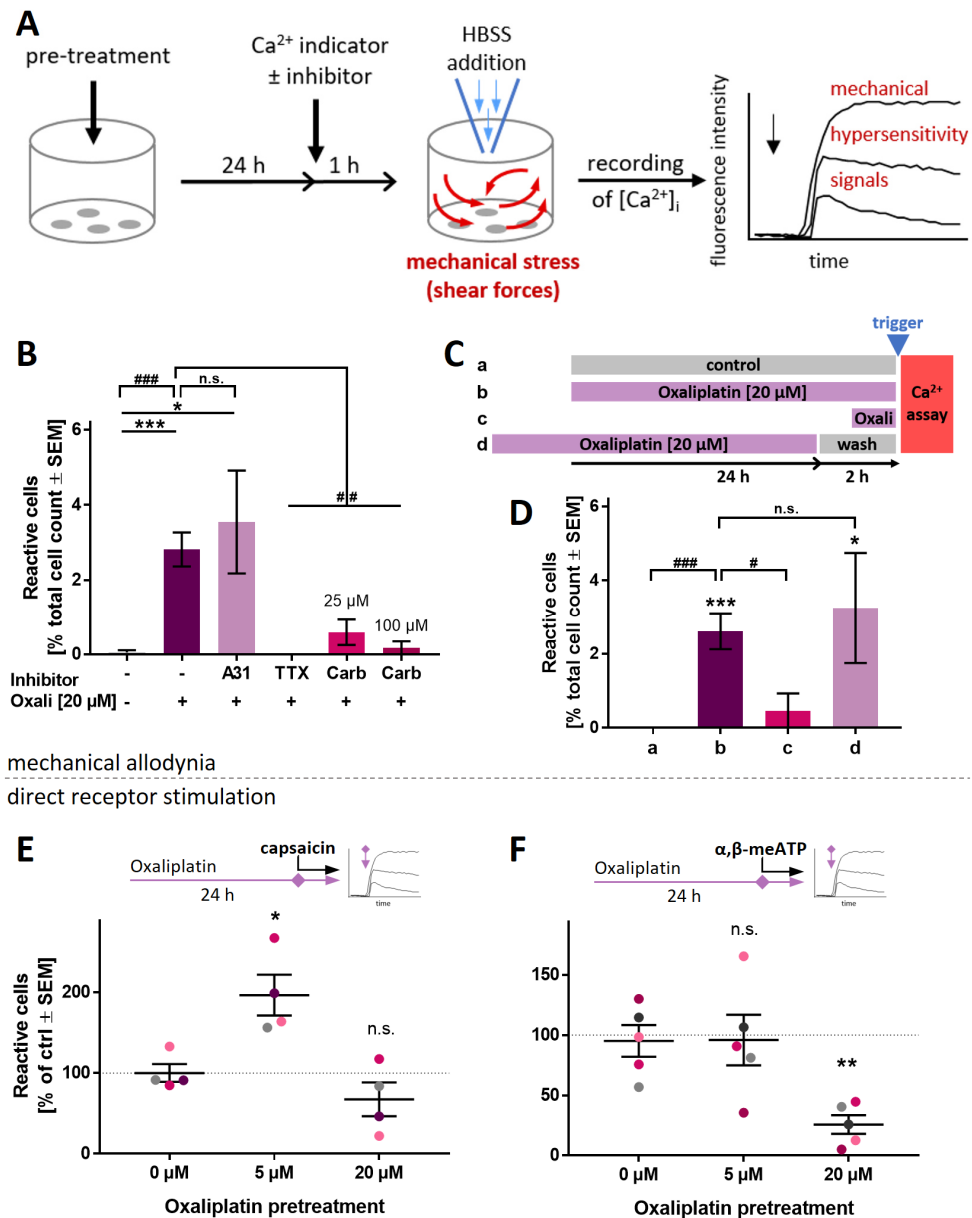 A
pre-treatment
Ca²⁺ indicator
± inhibitor
24 h
1 h
HBSS
addition
mechanical stress
(shear forces)
recording
of [Ca²⁺]ᵢ
fluorescence intensity
mechanical
hypersensitivity
signals
time
B
###
n.s.
*
***
##
Reactive cells
[% total cell count ± SEM]
6
4
2
0
25 µM
100 µM
Inhibitor - - A31 TTX Carb Carb
Oxali [20 µM] - + + + + +
C
trigger
a control
b Oxaliplatin [20 µM]
c Oxali
d Oxaliplatin [20 µM] wash
Ca²⁺
assay
24 h 2 h
D
n.s.
###
#
***
*
Reactive cells
[% total cell count ± SEM]
6
4
2
0
a b c d
mechanical allodynia
direct receptor stimulation
E
capsaicin
Oxaliplatin
24 h
time
*
n.s.
Reactive cells
[% of ctrl ± SEM]
200
100
0
0 µM 5 µM 20 µM
Oxaliplatin pretreatment
F
α,β-meATP
Oxaliplatin
24 h
time
n.s.
**
150
100
50
0
0 µM 5 µM 20 µM
Oxaliplatin pretreatment